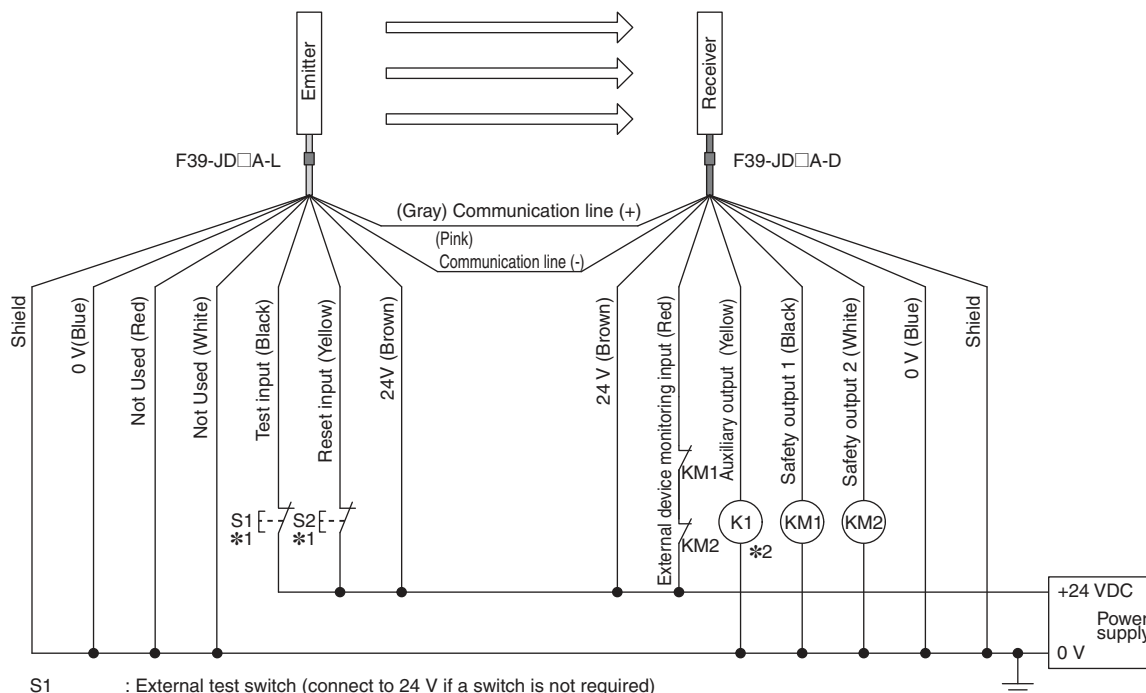 Emitter
Receiver
F39-JD□A-L
F39-JD□A-D
(Gray) Communication line (+)
(Pink)
Communication line (-)
Shield
0 V(Blue)
Not Used (Red)
Not Used (White)
Test input (Black)
Reset input (Yellow)
24V (Brown)
24 V (Brown)
External device monitoring input (Red)
Auxiliary output (Yellow)
Safety output 1 (Black)
Safety output 2 (White)
0 V (Blue)
Shield
KM1
S1
S2
K1
KM1
KM2
*1
*1
KM2
*2
+24 VDC
Power
supply
0 V
S1 : External test switch (connect to 24 V if a switch is not required)